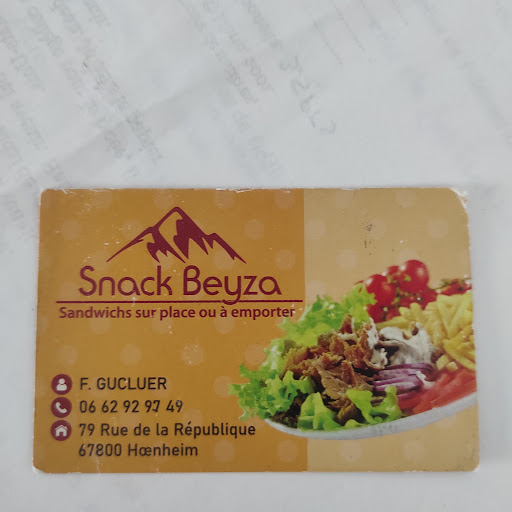 Snack Beyza
Sandwichs sur place ou à emporter
F. GUCLUER
06 62 92 97 49
79 Rue de la République
67800 Hœnheim